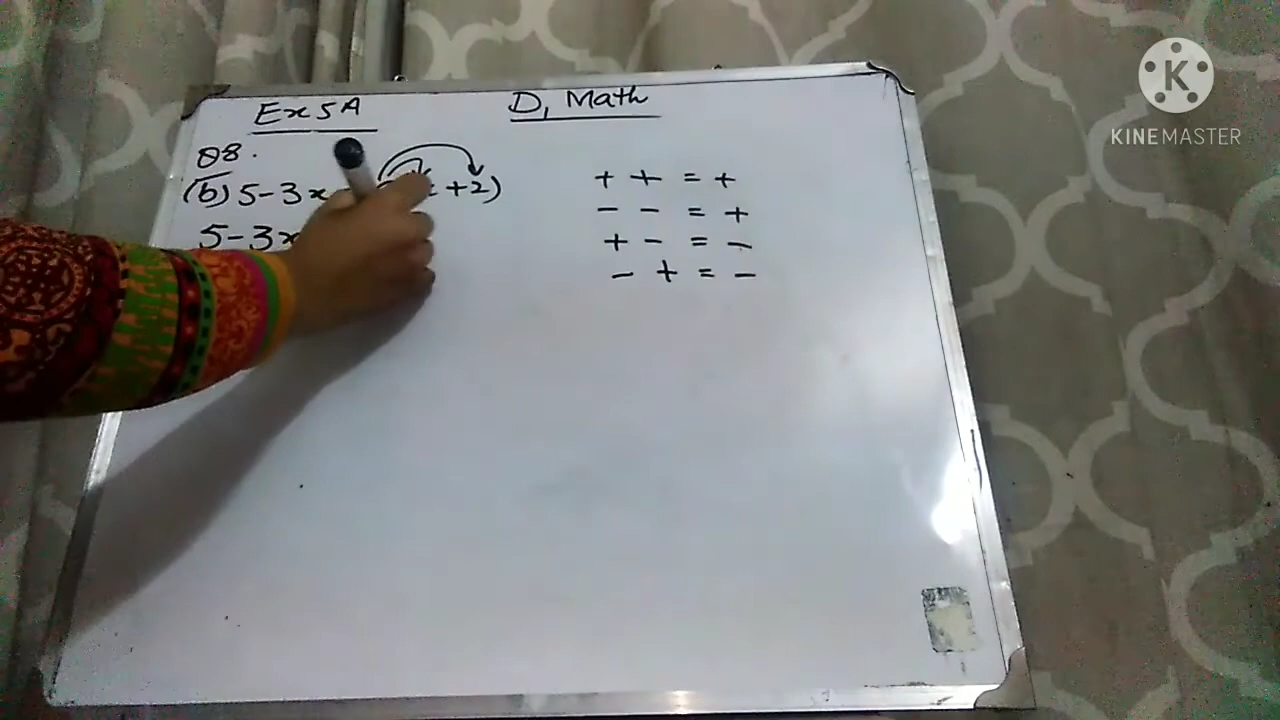 Ex 5A
D, Math
Q8.
(b) 5-3x +2)
5-3x
+ + = +
- - = +
+ - = -
- + = -
K
KINEMASTER